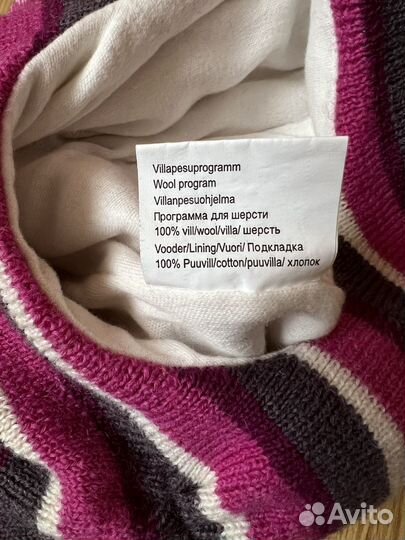 Villapesuprogramm
Wool program
Villanpesuohjelma
Программа для шерсти
100% vill/wool/villa/ шерсть
Vooder/Lining/Vuori/ Подкладка
100% Puuvill/cotton/puuvilla/ хлопок
Avito